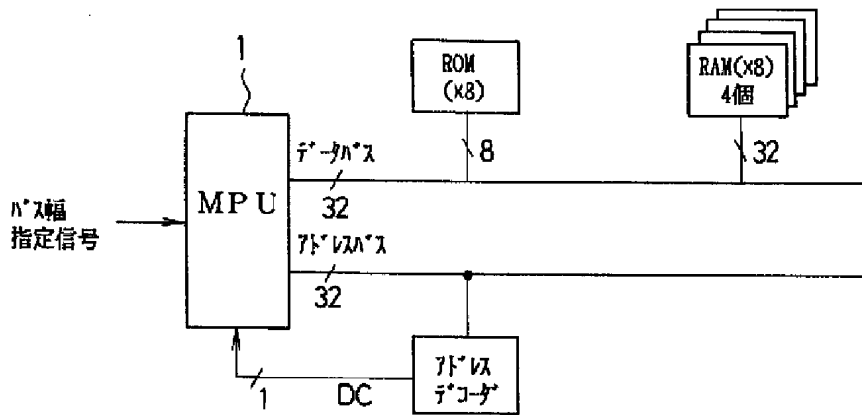 1
ROM
(×8)
RAM(×8)
4個
データバス
8
32
MPU
32
バス幅
指定信号
アドレスバス
32
アドレス
デコーダ
1
DC